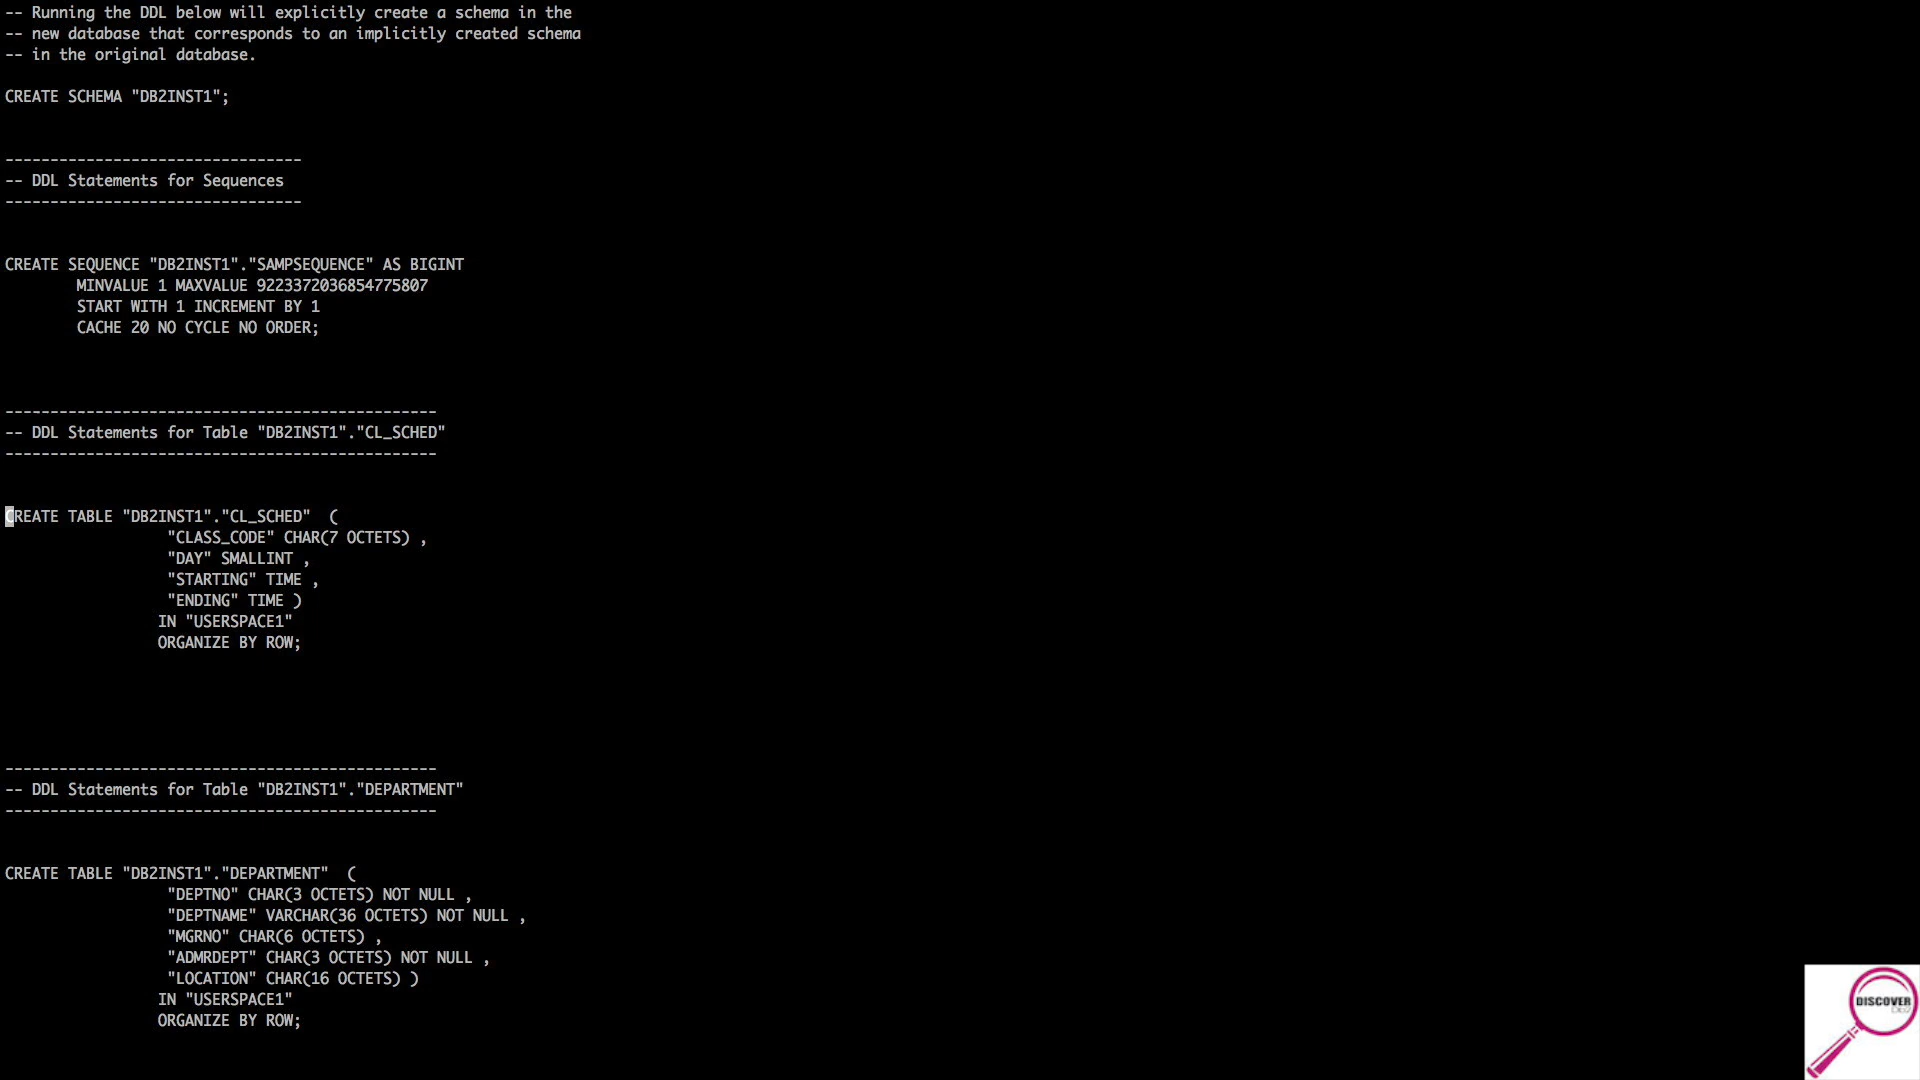 -- Running the DDL below will explicitly create a schema in the
-- new database that corresponds to an implicitly created schema
-- in the original database.
CREATE SCHEMA "DB2INST1";
---------------------------------
-- DDL Statements for Sequences
---------------------------------
CREATE SEQUENCE "DB2INST1"."SAMPSEQUENCE" AS BIGINT
MINVALUE 1 MAXVALUE 9223372036854775807
START WITH 1 INCREMENT BY 1
CACHE 20 NO CYCLE NO ORDER;
------------------------------------------------
-- DDL Statements for Table "DB2INST1"."CL_SCHED"
------------------------------------------------
CREATE TABLE "DB2INST1"."CL_SCHED"  (
"CLASS_CODE" CHAR(7 OCTETS) ,
"DAY" SMALLINT ,
"STARTING" TIME ,
"ENDING" TIME )
IN "USERSPACE1"
ORGANIZE BY ROW;
------------------------------------------------
-- DDL Statements for Table "DB2INST1"."DEPARTMENT"
------------------------------------------------
CREATE TABLE "DB2INST1"."DEPARTMENT"  (
"DEPTNO" CHAR(3 OCTETS) NOT NULL ,
"DEPTNAME" VARCHAR(36 OCTETS) NOT NULL ,
"MGRNO" CHAR(6 OCTETS) ,
"ADMRDEPT" CHAR(3 OCTETS) NOT NULL ,
"LOCATION" CHAR(16 OCTETS) )
IN "USERSPACE1"
ORGANIZE BY ROW;
DISCOVER
Db2